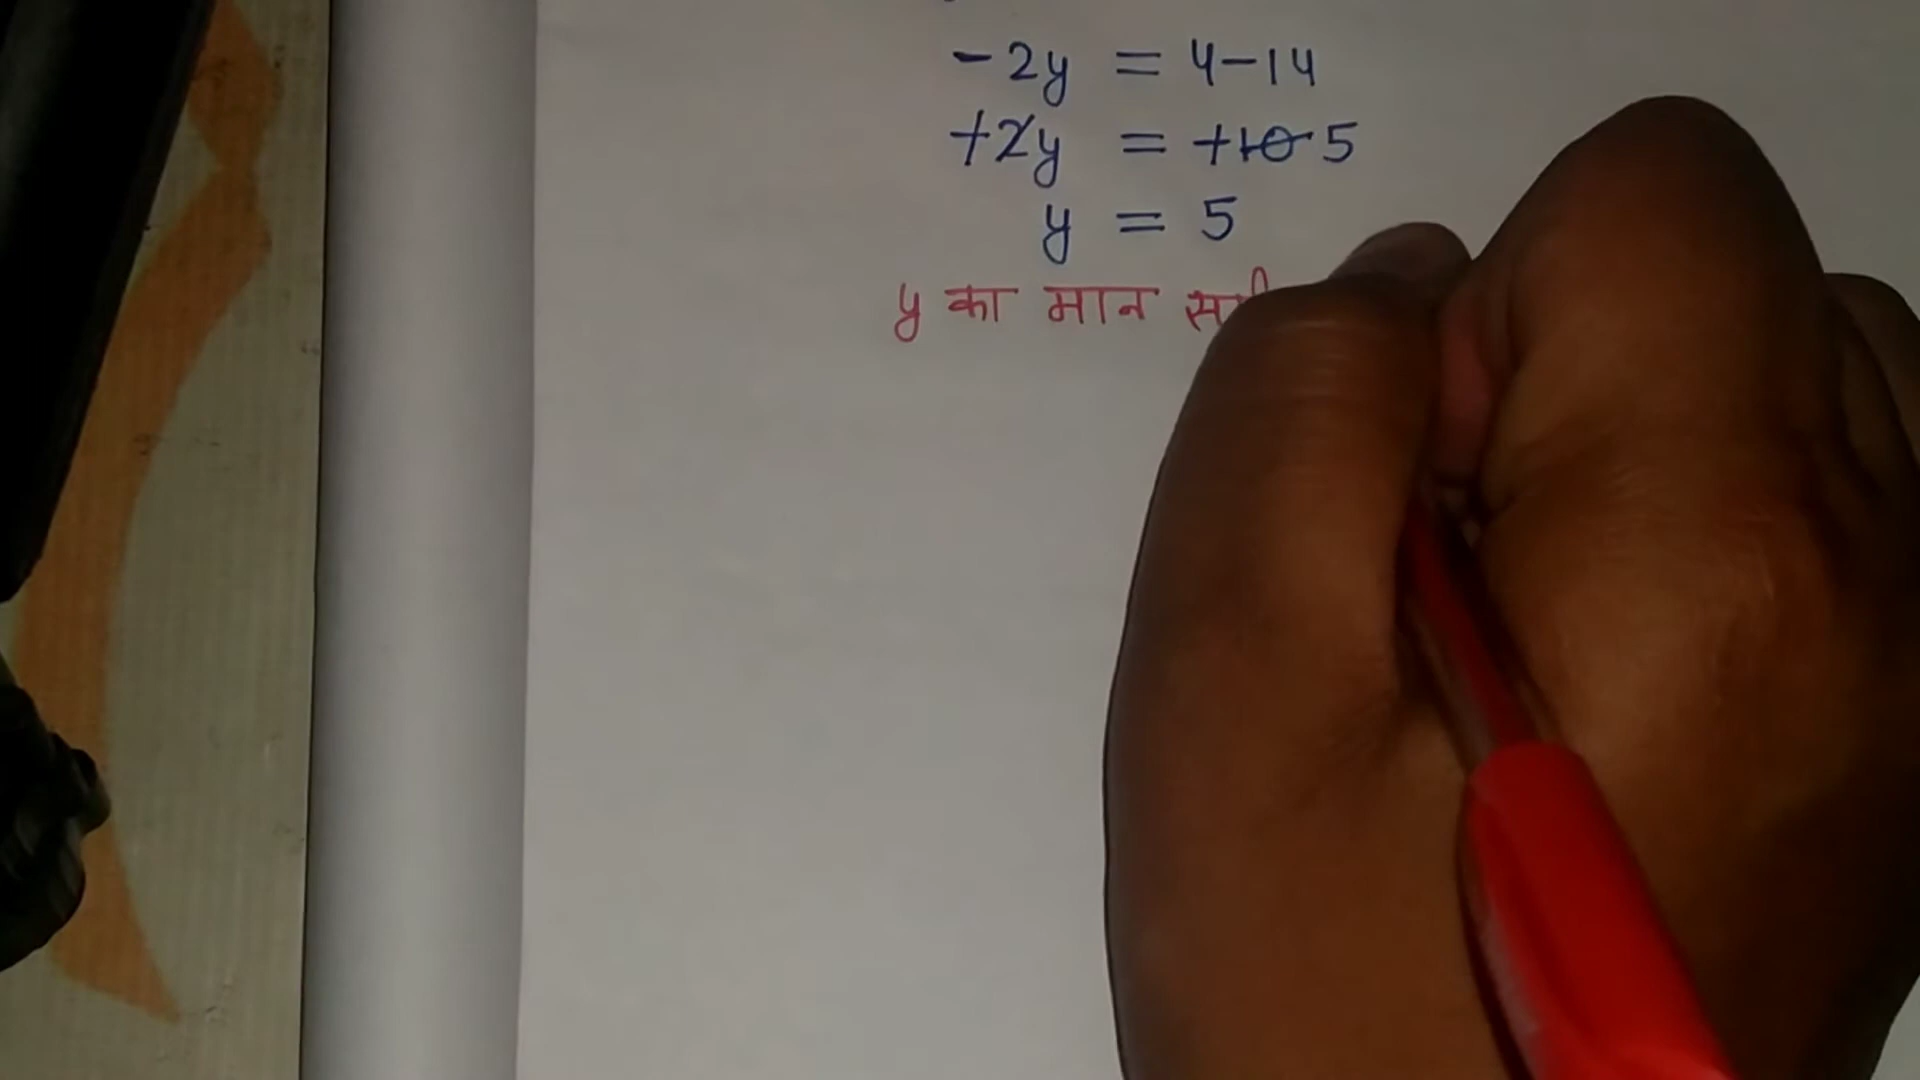 -2y = 4-14
+2y = +10 5
y = 5
y का मान